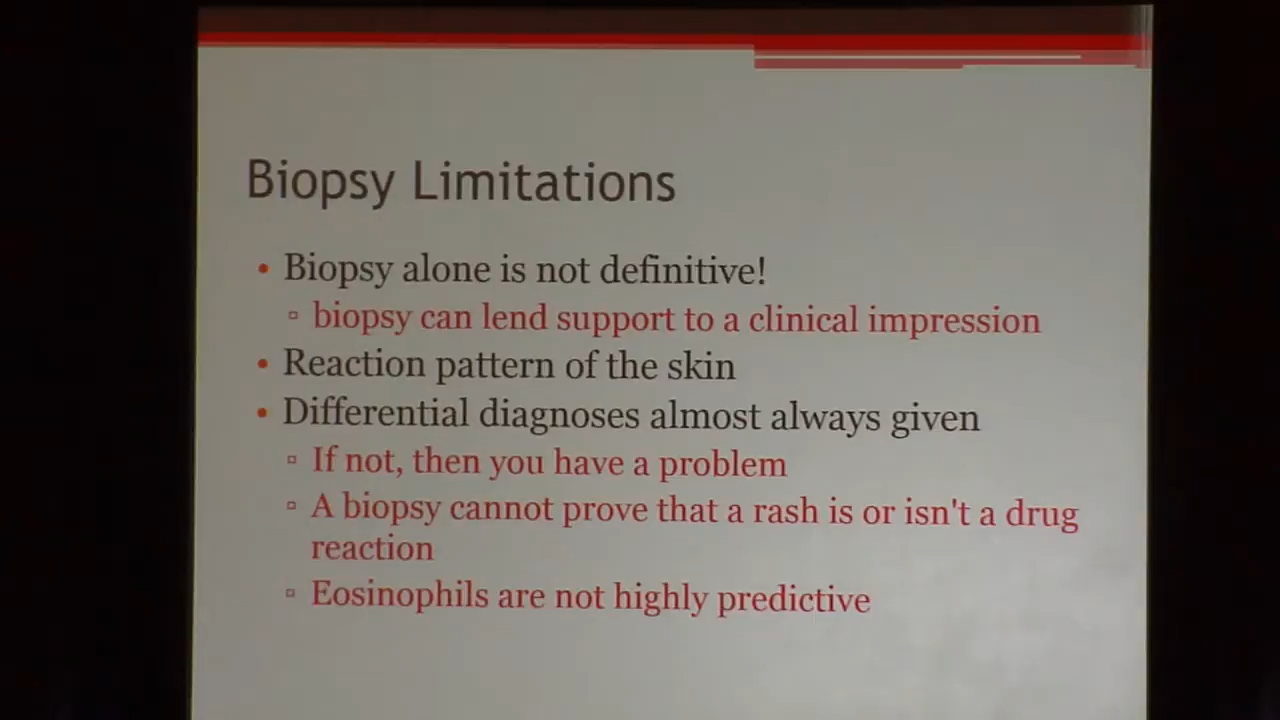 Biopsy Limitations
• Biopsy alone is not definitive!
▫ biopsy can lend support to a clinical impression
• Reaction pattern of the skin
• Differential diagnoses almost always given
▫ If not, then you have a problem
▫ A biopsy cannot prove that a rash is or isn't a drug
reaction
▫ Eosinophils are not highly predictive